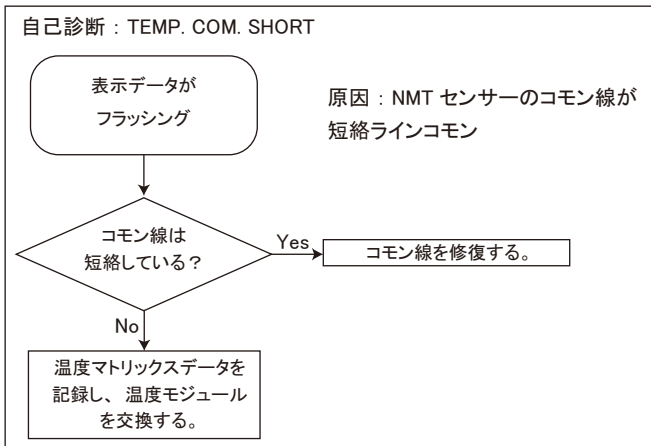 自己診断 : TEMP. COM. SHORT
表示データが
フラッシング
原因 : NMT センサーのコモン線が
短絡ラインコモン
コモン線は
短絡している?
Yes
コモン線を修復する。
No
温度マトリックスデータを
記録し、 温度モジュール
を交換する。